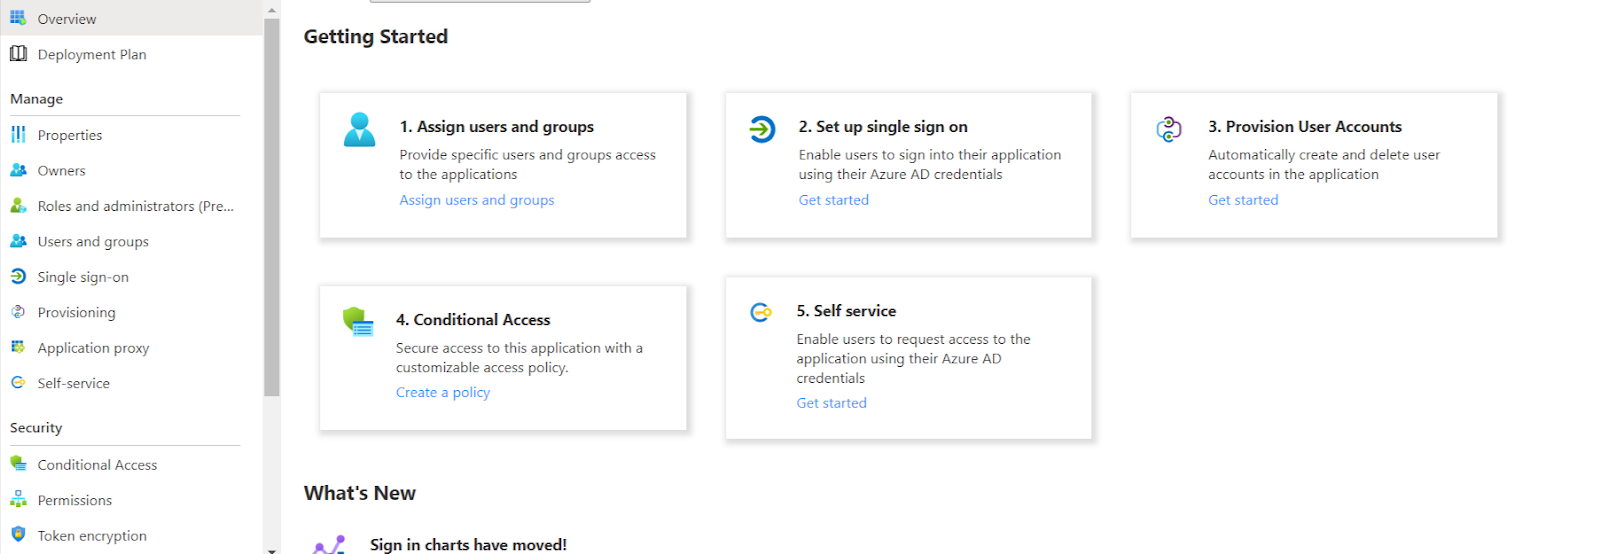 Overview
Deployment Plan
Manage
Properties
Owners
Roles and administrators (Pre...
Users and groups
Single sign-on
Provisioning
Application proxy
Self-service
Security
Conditional Access
Permissions
Token encryption
Getting Started
1. Assign users and groups
Provide specific users and groups access
to the applications
Assign users and groups
2. Set up single sign on
Enable users to sign into their application
using their Azure AD credentials
Get started
3. Provision User Accounts
Automatically create and delete user
accounts in the application
Get started
4. Conditional Access
Secure access to this application with a
customizable access policy.
Create a policy
5. Self service
Enable users to request access to the
application using their Azure AD
credentials
Get started
What's New
Sign in charts have moved!